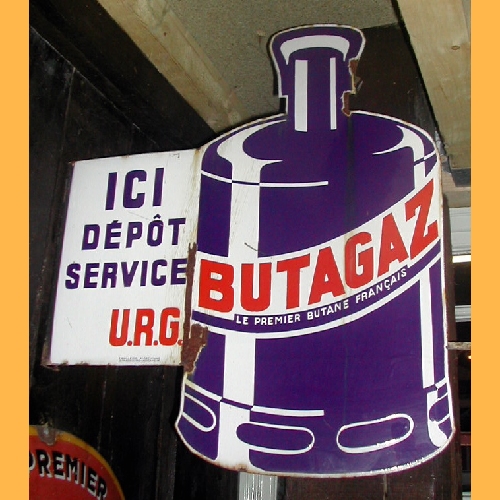 ICI
DÉPÔT
SERVICE
U.R.G.
BUTAGAZ
LE PREMIER BUTANE FRANÇAIS
PREMIER